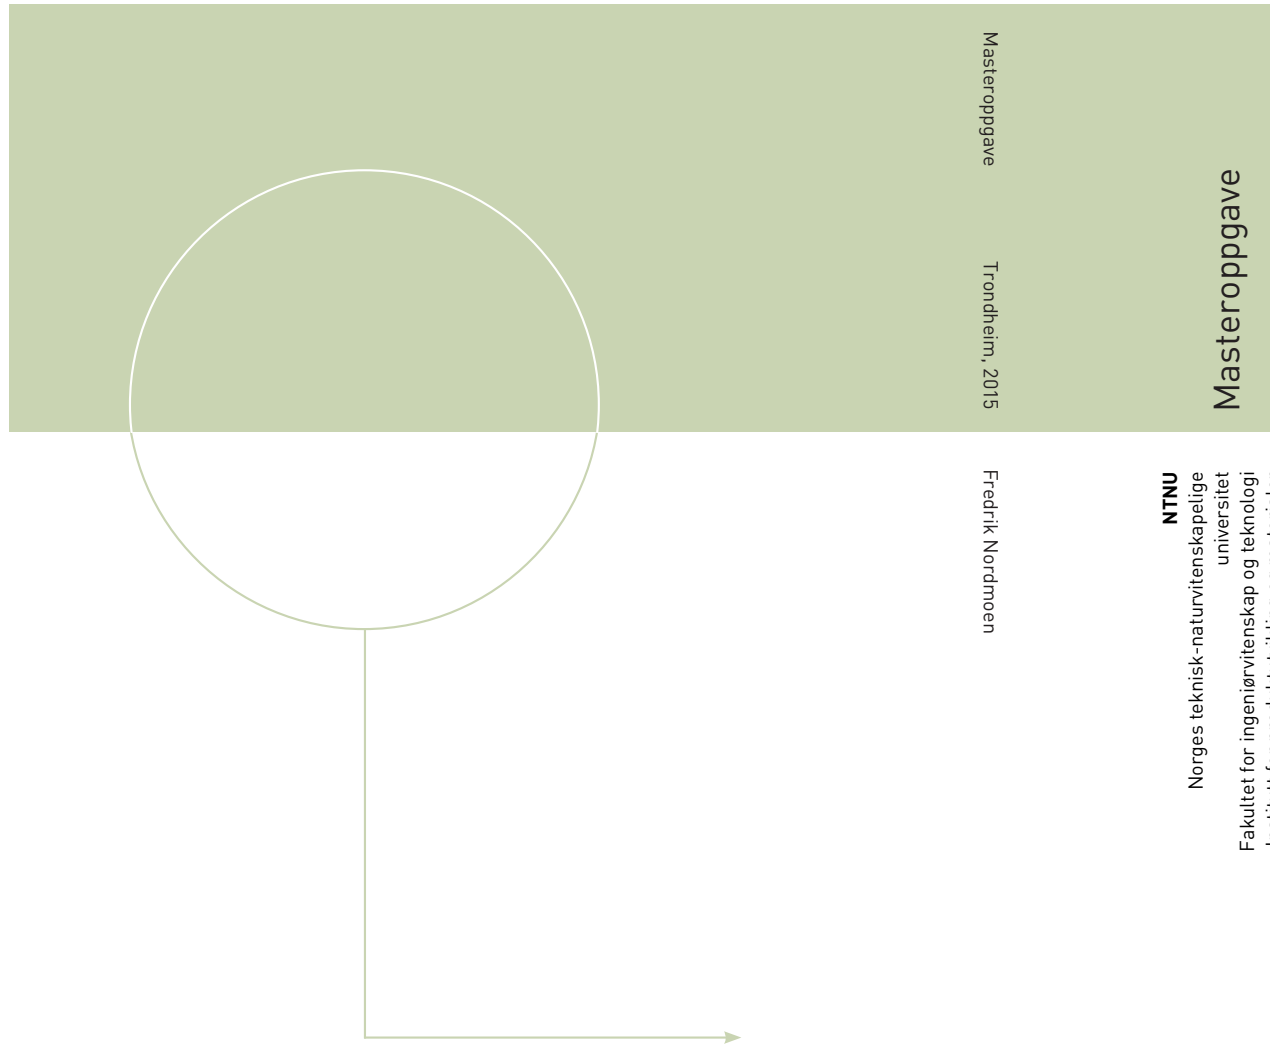 Masteroppgave
Trondheim, 2015
Fredrik Nordmoen
Masteroppgave
NTNU
Norges teknisk-naturvitenskapelige
universitet
Fakultet for ingeniørvitenskap og teknologi